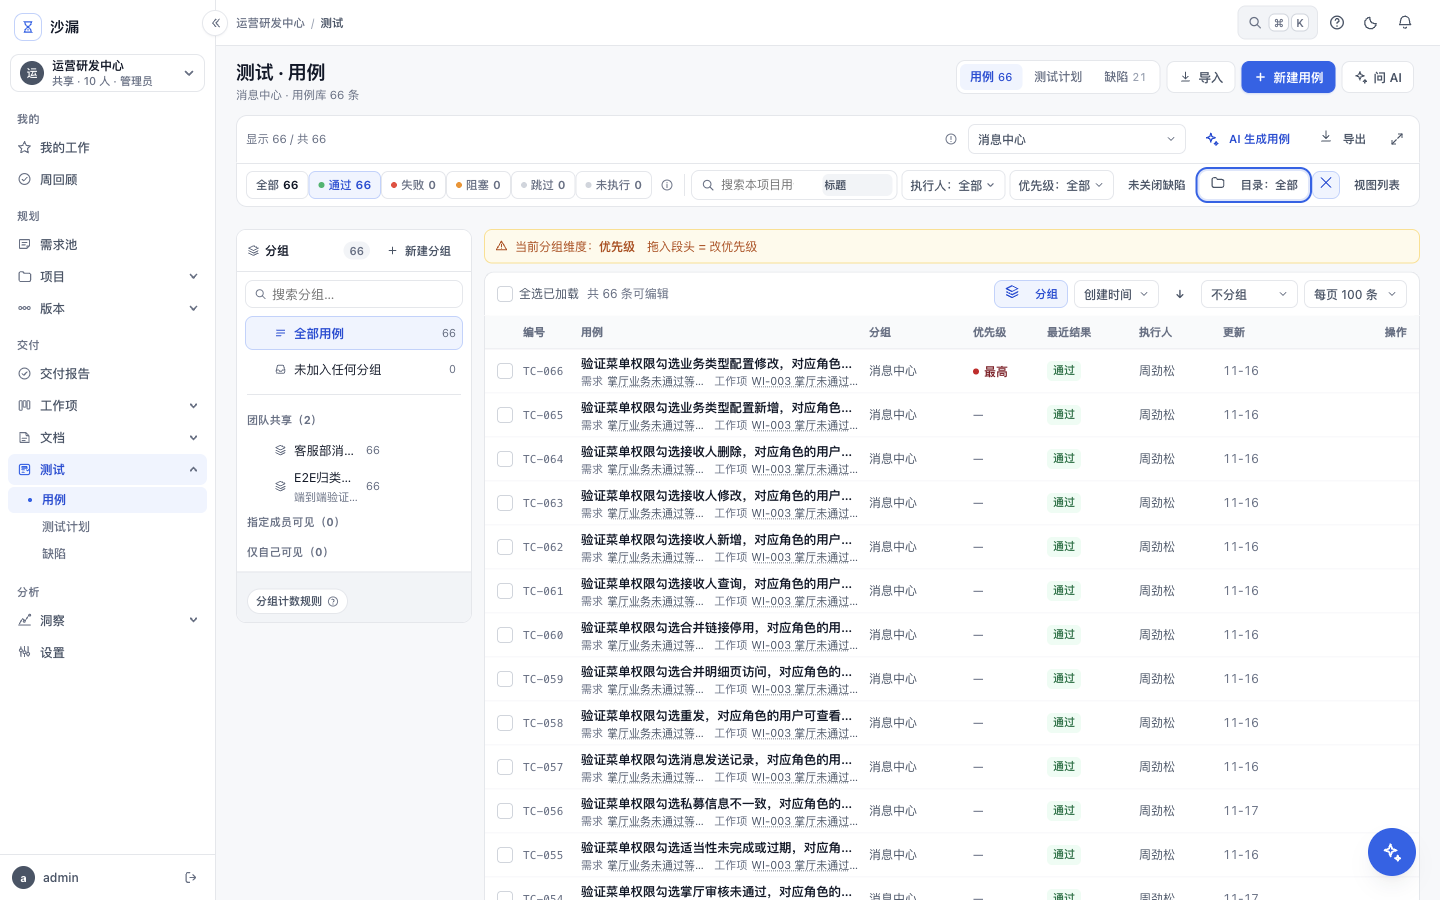 沙漏
运
运营研发中心
共享 · 10 人 · 管理员
我的
我的工作
周回顾
规划
需求池
项目
版本
交付
交付报告
工作项
文档
测试
用例
测试计划
缺陷
分析
洞察
设置
a admin
运营研发中心 / 测试
⌘ K
测试 · 用例
消息中心 · 用例库 66 条
用例 66 测试计划 缺陷 21 导入 新建用例 问 AI
显示 66 / 共 66 消息中心 AI 生成用例 导出
全部 66 通过 66 失败 0 阻塞 0 跳过 0 未执行 0 搜索本项目用 标题 执行人：全部 优先级：全部 未关闭缺陷 目录：全部 视图列表
分组 66 新建分组
搜索分组...
全部用例 66
未加入任何分组 0
团队共享（2）
客服部消... 66
E2E归类... 66
端到端验证...
指定成员可见（0）
仅自己可见（0）
分组计数规则
当前分组维度：优先级 拖入段头 = 改优先级
全选已加载 共 66 条可编辑 分组 创建时间 不分组 每页 100 条
编号 用例 分组 优先级 最近结果 执行人 更新 操作
TC-066 验证菜单权限勾选业务类型配置修改，对应角色... 消息中心 最高 通过 周劲松 11-16
需求 掌厅业务未通过等... 工作项 WI-003 掌厅未通过...
TC-065 验证菜单权限勾选业务类型配置新增，对应角色... 消息中心 — 通过 周劲松 11-16
需求 掌厅业务未通过等... 工作项 WI-003 掌厅未通过...
TC-064 验证菜单权限勾选接收人删除，对应角色的用户... 消息中心 — 通过 周劲松 11-16
需求 掌厅业务未通过等... 工作项 WI-003 掌厅未通过...
TC-063 验证菜单权限勾选接收人修改，对应角色的用户... 消息中心 — 通过 周劲松 11-16
需求 掌厅业务未通过等... 工作项 WI-003 掌厅未通过...
TC-062 验证菜单权限勾选接收人新增，对应角色的用户... 消息中心 — 通过 周劲松 11-16
需求 掌厅业务未通过等... 工作项 WI-003 掌厅未通过...
TC-061 验证菜单权限勾选接收人查询，对应角色的用户... 消息中心 — 通过 周劲松 11-16
需求 掌厅业务未通过等... 工作项 WI-003 掌厅未通过...
TC-060 验证菜单权限勾选合并链接停用，对应角色的用... 消息中心 — 通过 周劲松 11-16
需求 掌厅业务未通过等... 工作项 WI-003 掌厅未通过...
TC-059 验证菜单权限勾选合并明细页访问，对应角色的... 消息中心 — 通过 周劲松 11-16
需求 掌厅业务未通过等... 工作项 WI-003 掌厅未通过...
TC-058 验证菜单权限勾选重发，对应角色的用户可查看... 消息中心 — 通过 周劲松 11-16
需求 掌厅业务未通过等... 工作项 WI-003 掌厅未通过...
TC-057 验证菜单权限勾选消息发送记录，对应角色的用... 消息中心 — 通过 周劲松 11-16
需求 掌厅业务未通过等... 工作项 WI-003 掌厅未通过...
TC-056 验证菜单权限勾选私募信息不一致，对应角色的... 消息中心 — 通过 周劲松 11-17
需求 掌厅业务未通过等... 工作项 WI-003 掌厅未通过...
TC-055 验证菜单权限勾选适当性未完成或过期，对应角... 消息中心 — 通过 周劲松 11-16
需求 掌厅业务未通过等... 工作项 WI-003 掌厅未通过...
TC-054 验证菜单权限勾选掌厅审核未通过，对应角色的... 消息中心 — 通过 周劲松 11-17